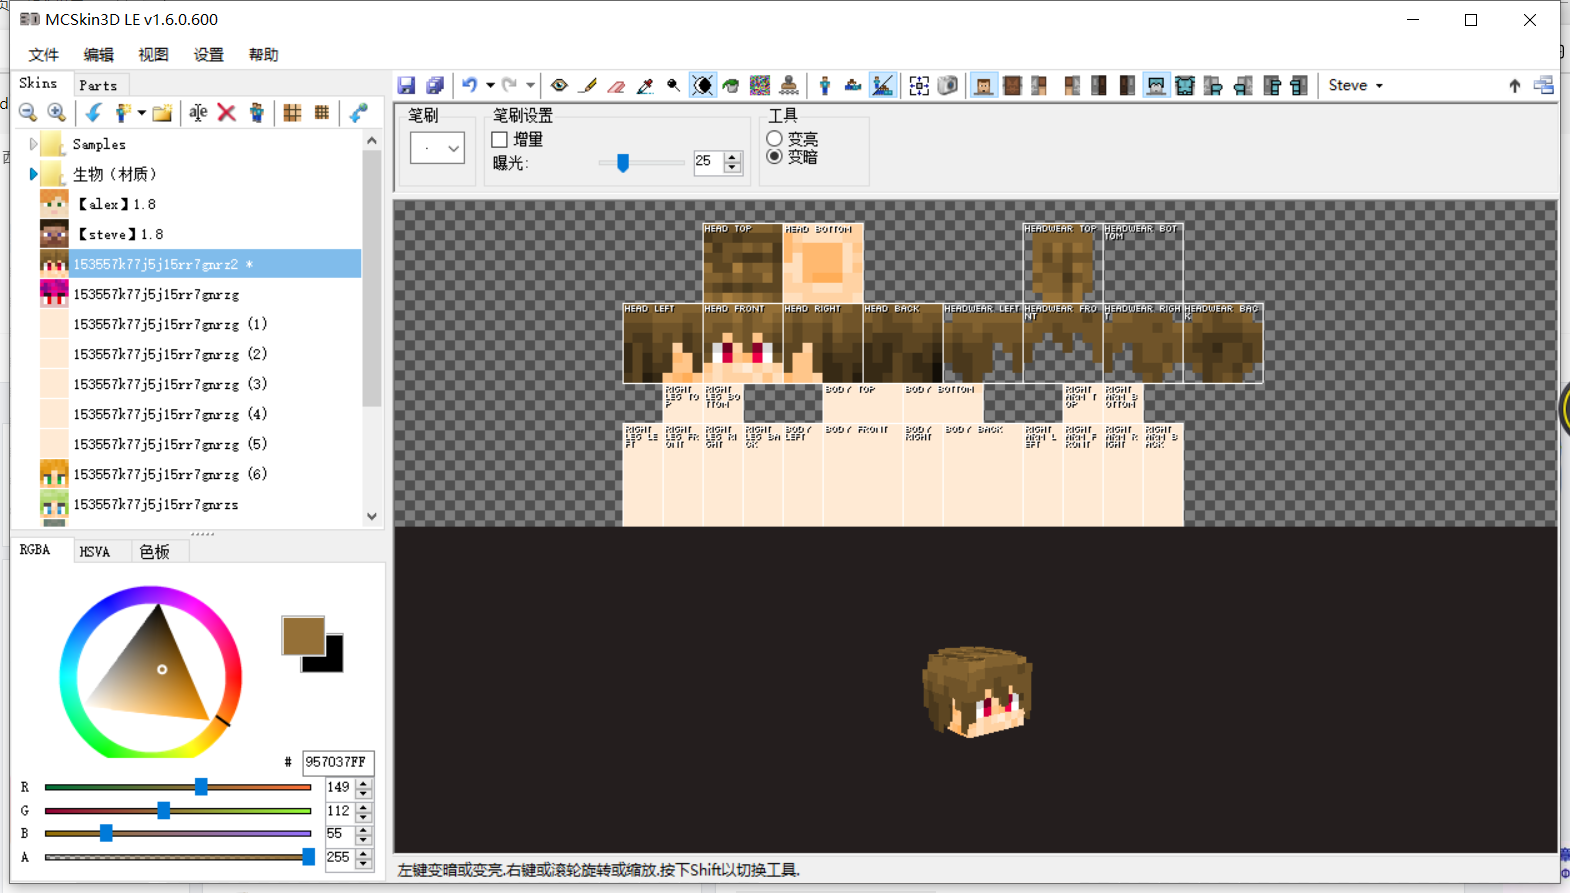 MCSkin3D LE v1.6.0.600
文件 编辑 视图 设置 帮助
Skins Parts
Steve
Samples
生物（材质）
【alex】1.8
【steve】1.8
153557k77j5j15rr7gnrz2 *
153557k77j5j15rr7gnrzg
153557k77j5j15rr7gnrzg (1)
153557k77j5j15rr7gnrzg (2)
153557k77j5j15rr7gnrzg (3)
153557k77j5j15rr7gnrzg (4)
153557k77j5j15rr7gnrzg (5)
153557k77j5j15rr7gnrzg (6)
153557k77j5j15rr7gnrzs
笔刷
笔刷设置
增量
曝光:
25
工具
变亮
变暗
HEAD TOP
HEAD BOTTOM
HEADWEAR TOP
HEADWEAR BOTTOM
HEAD LEFT
HEAD FRONT
HEAD RIGHT
HEAD BACK
HEADWEAR LEFT
HEADWEAR FRONT
HEADWEAR RIGHT
HEADWEAR BACK
RIGHT LEG TOP
RIGHT LEG BOTTOM
BODY TOP
BODY BOTTOM
RIGHT ARM TOP
RIGHT ARM BOTTOM
RIGHT LEG LEFT
RIGHT LEG FRONT
RIGHT LEG RIGHT
RIGHT LEG BACK
BODY LEFT
BODY FRONT
BODY RIGHT
BODY BACK
RIGHT ARM LEFT
RIGHT ARM FRONT
RIGHT ARM RIGHT
RIGHT ARM BACK
RGBA HSVA 色板
# 957037FF
R 149
G 112
B 55
A 255
左键变暗或变亮.右键或滚轮旋转或缩放.按下Shift以切换工具.